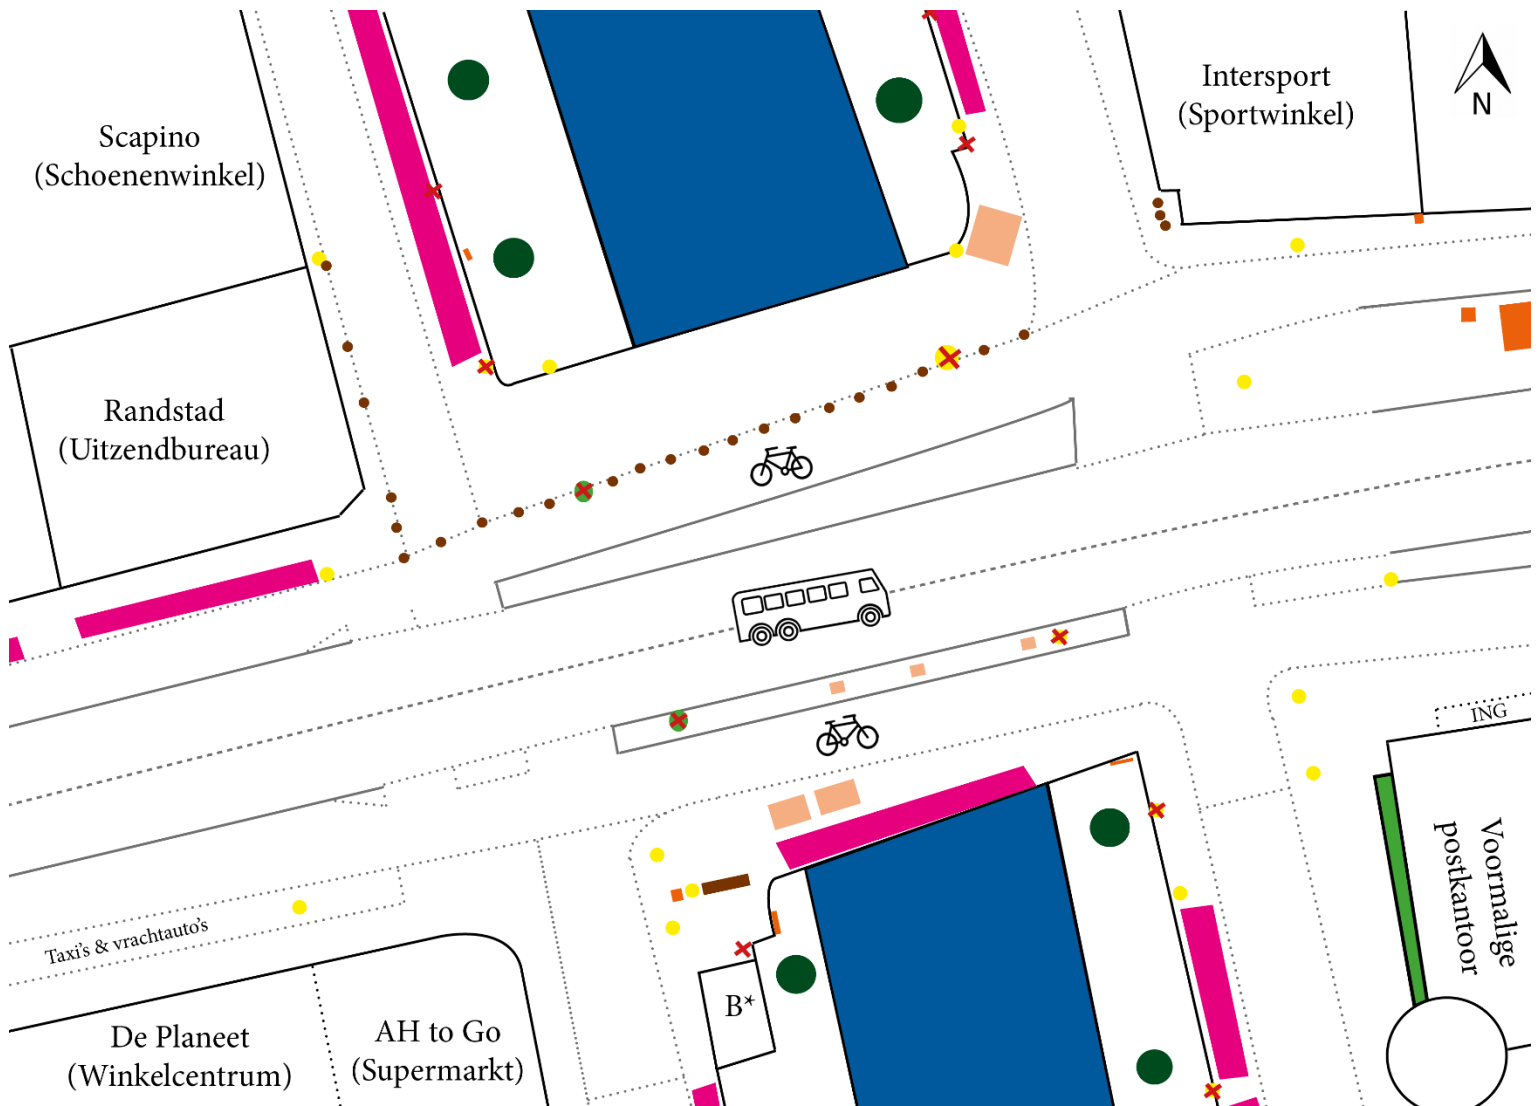 Intersport
(Sportwinkel)
N
Scapino
(Schoenenwinkel)
Randstad
(Uitzendbureau)
ING
Voormalige
postkantoor
Taxi's & vrachtauto's
B*
De Planeet
(Winkelcentrum)
AH to Go
(Supermarkt)